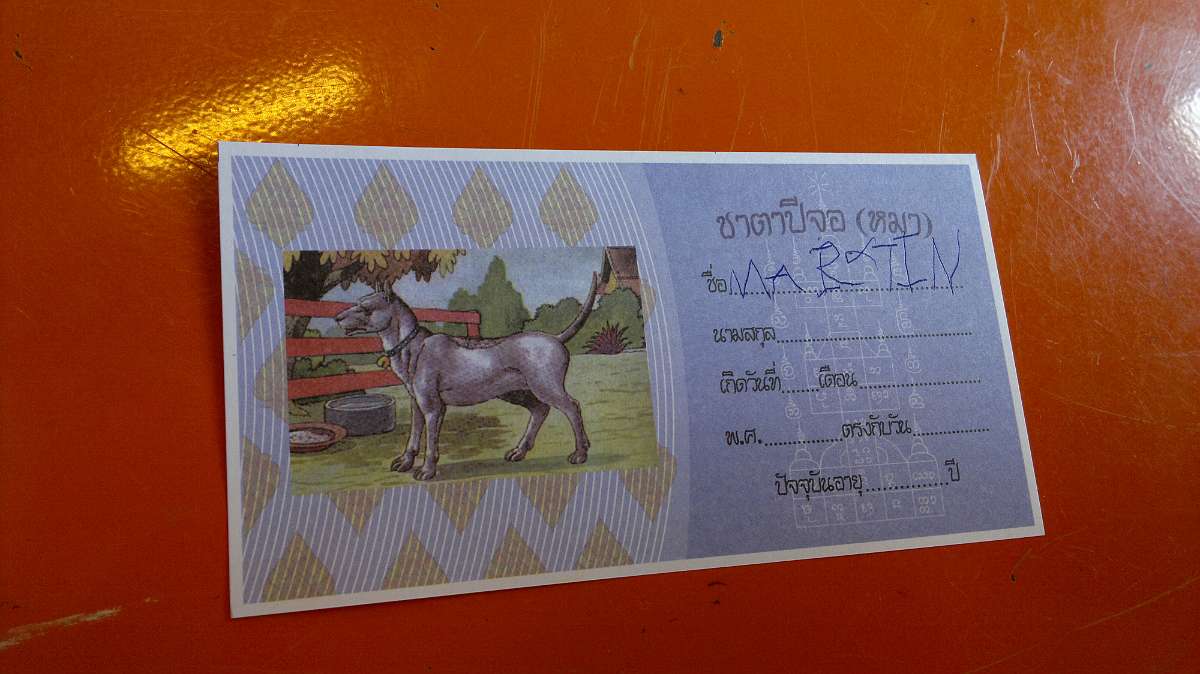 ชาตาปีจอ (หมา)
ชื่อ MARTIN
นามสกุล
เกิดวันที่ เดือน
พ.ศ. ตรงกับวัน
ปัจจุบันอายุ ปี